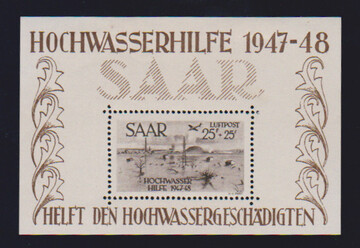 HOCHWASSERHILFE 1947-48
SAAR
SAAR
LUFTPOST
25F+25F
HOCHWASSER
HILFE 1947-48
HELFT DEN HOCHWASSERGESCHÄDIGTEN